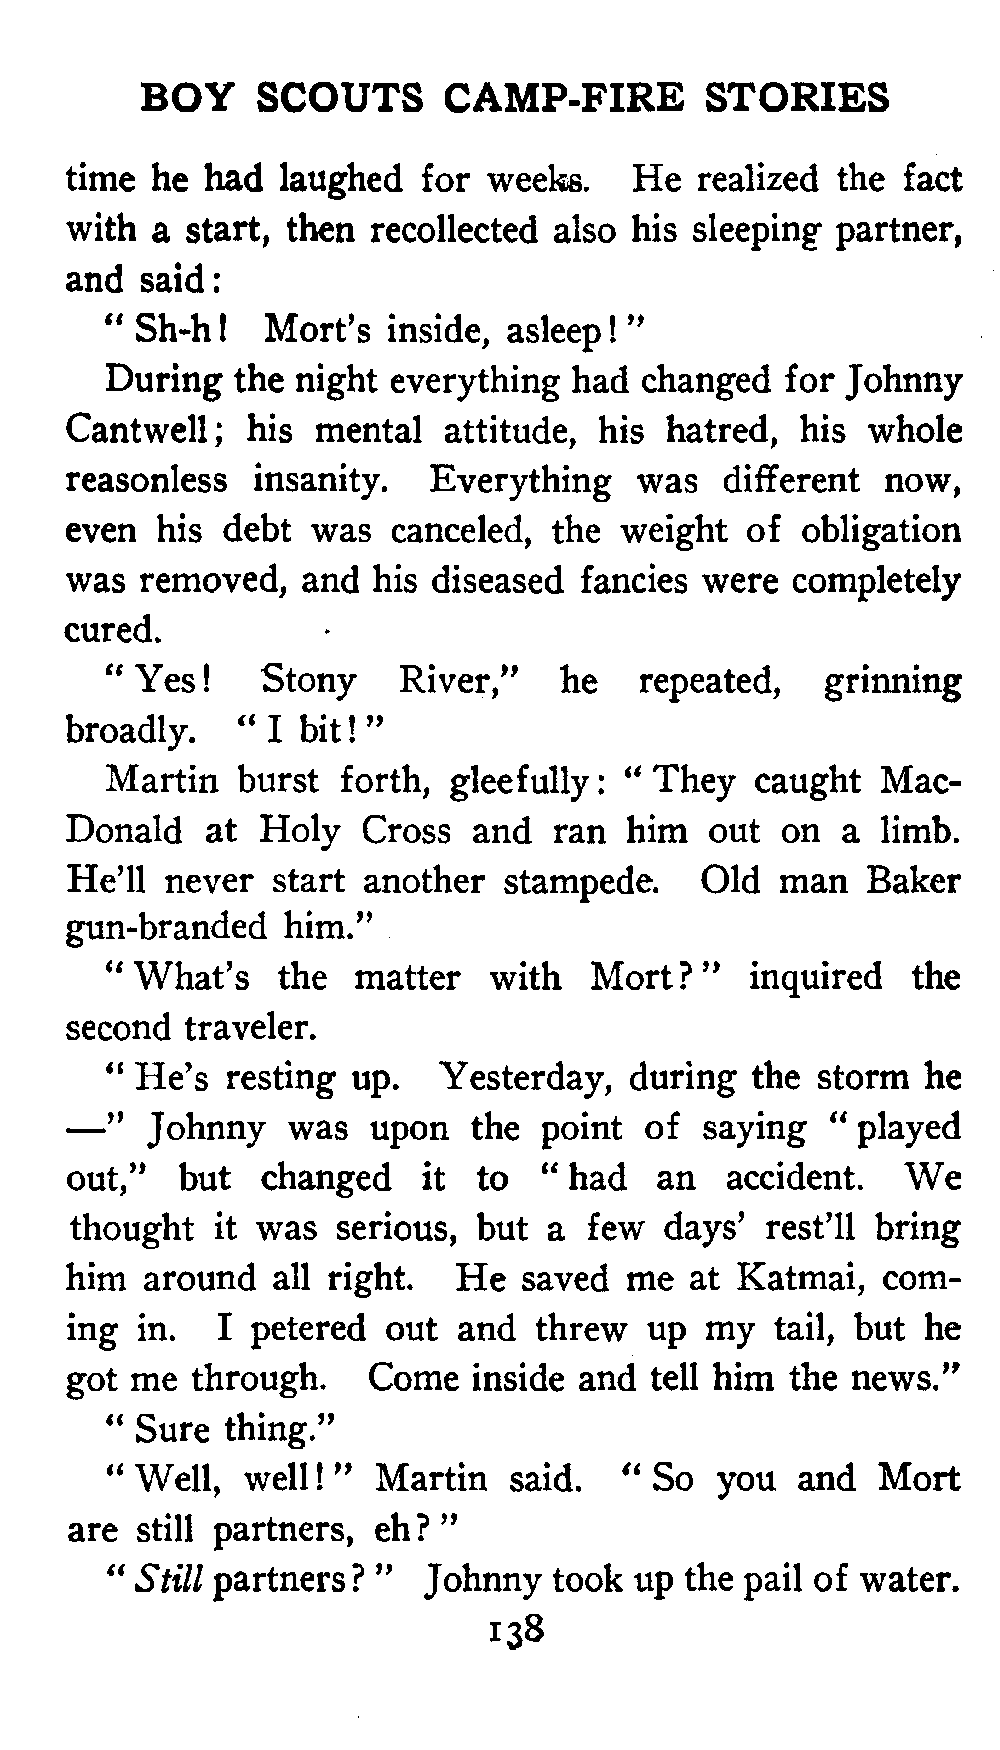 BOY SCOUTS CAMP-FIRE STORIES
time he had laughed for weeks. He realized the fact
with a start, then recollected also his sleeping partner,
and said:
"Sh-h! Mort's inside, asleep!"
During the night everything had changed for Johnny
Cantwell; his mental attitude, his hatred, his whole
reasonless insanity. Everything was different now,
even his debt was canceled, the weight of obligation
was removed, and his diseased fancies were completely
cured.
"Yes! Stony River," he repeated, grinning
broadly. "I bit!"
Martin burst forth, gleefully: "They caught Mac-
Donald at Holy Cross and ran him out on a limb.
He'll never start another stampede. Old man Baker
gun-branded him."
"What's the matter with Mort?" inquired the
second traveler.
"He's resting up. Yesterday, during the storm he
—" Johnny was upon the point of saying "played
out," but changed it to "had an accident. We
thought it was serious, but a few days' rest'll bring
him around all right. He saved me at Katmai, com-
ing in. I petered out and threw up my tail, but he
got me through. Come inside and tell him the news."
"Sure thing."
"Well, well!" Martin said. "So you and Mort
are still partners, eh?"
"Still partners?" Johnny took up the pail of water.
138